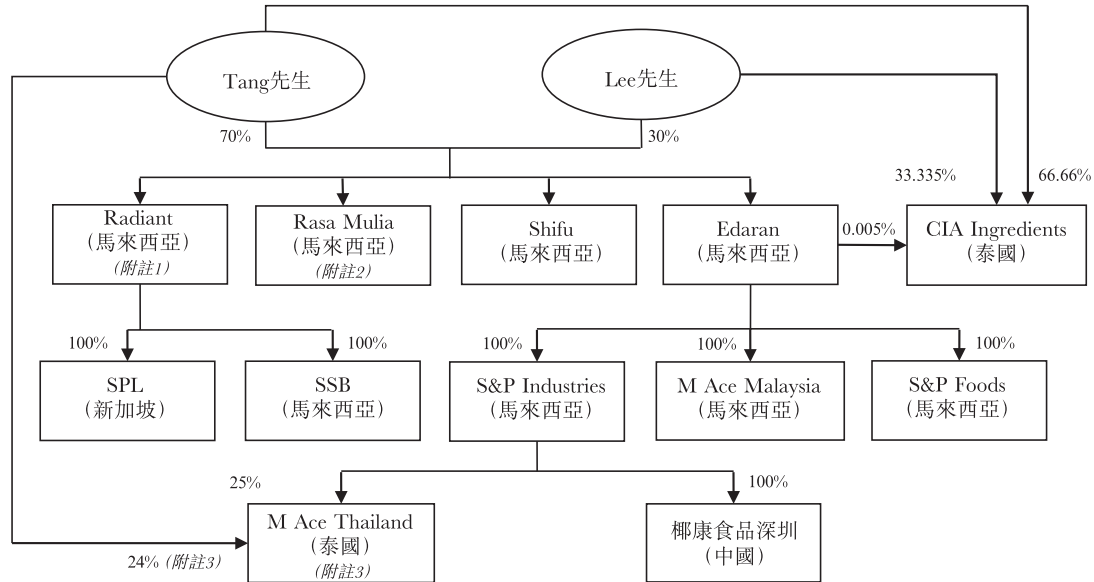 Tang先生
Lee先生
70%
30%
33.335%
66.66%
Radiant
(馬來西亞)
(附註1)
Rasa Mulia
(馬來西亞)
(附註2)
Shifu
(馬來西亞)
Edaran
(馬來西亞)
0.005%
CIA Ingredients
(泰國)
100%
100%
100%
100%
100%
SPL
(新加坡)
SSB
(馬來西亞)
S&P Industries
(馬來西亞)
M Ace Malaysia
(馬來西亞)
S&P Foods
(馬來西亞)
25%
100%
M Ace Thailand
(泰國)
(附註3)
椰康食品深圳
(中國)
24% (附註3)